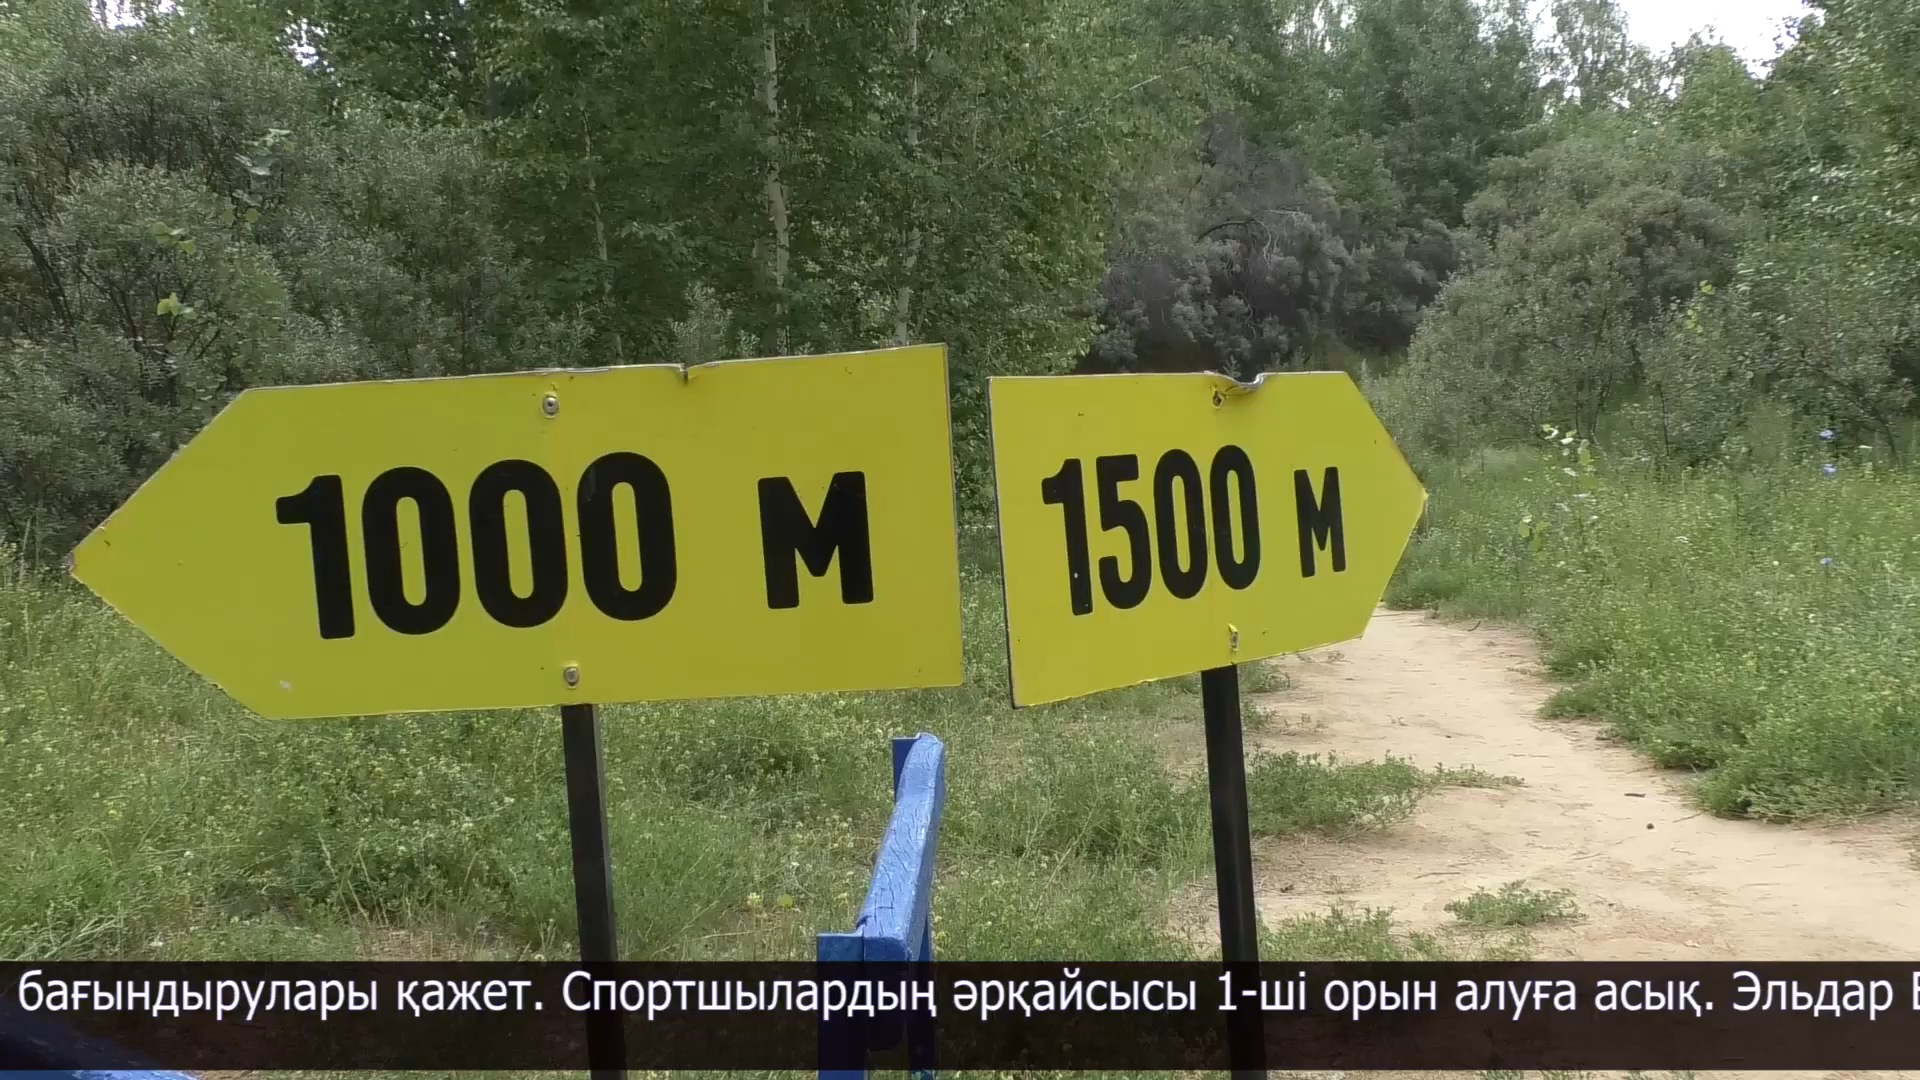 1000 м
1500 м
бағындырулары қажет. Спортшылардың әрқайсысы 1-ші орын алуға асық. Эльдар